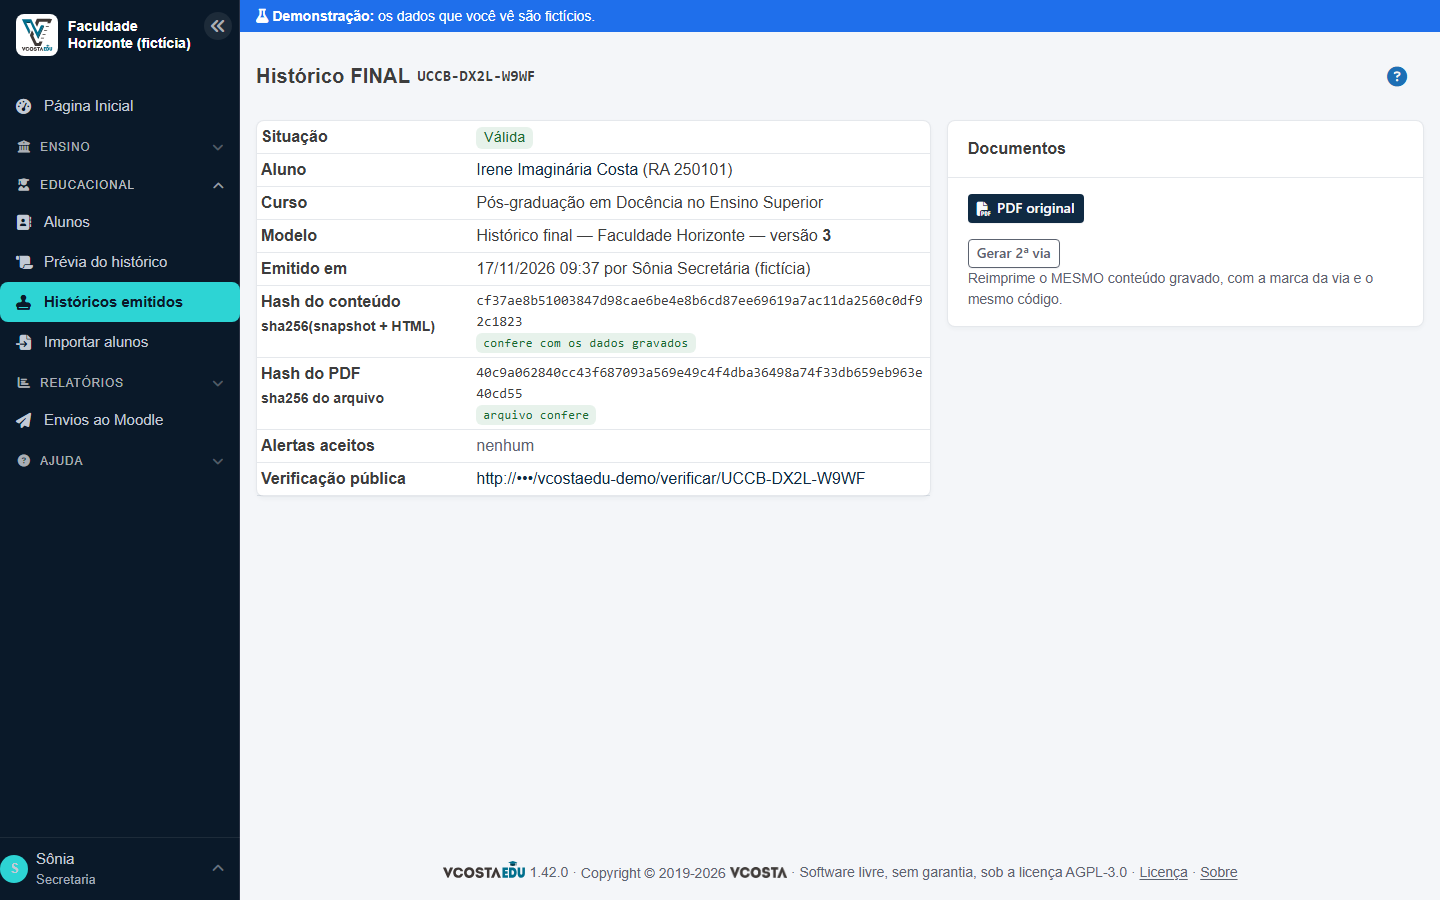 Faculdade
Horizonte (fictícia)
VCOSTAEDU
Página Inicial
ENSINO
EDUCACIONAL
Alunos
Prévia do histórico
Históricos emitidos
Importar alunos
RELATÓRIOS
Envios ao Moodle
AJUDA
S
Sônia
Secretaria
Demonstração: os dados que você vê são fictícios.
Histórico FINAL UCCB-DX2L-W9WF
?
Situação Válida
Aluno Irene Imaginária Costa (RA 250101)
Curso Pós-graduação em Docência no Ensino Superior
Modelo Histórico final — Faculdade Horizonte — versão 3
Emitido em 17/11/2026 09:37 por Sônia Secretária (fictícia)
Hash do conteúdo cf37ae8b51003847d98cae6be4e8b6cd87ee69619a7ac11da2560c0df9
sha256(snapshot + HTML) 2c1823
confere com os dados gravados
Hash do PDF 40c9a062840cc43f687093a569e49c4f4dba36498a74f33db659eb963e
sha256 do arquivo 40cd55
arquivo confere
Alertas aceitos nenhum
Verificação pública http://•••/vcostaedu-demo/verificar/UCCB-DX2L-W9WF
Documentos
PDF original
Gerar 2ª via
Reimprime o MESMO conteúdo gravado, com a marca da via e o
mesmo código.
VCOSTAEDU 1.42.0 · Copyright © 2019-2026 VCOSTA · Software livre, sem garantia, sob a licença AGPL-3.0 · Licença · Sobre